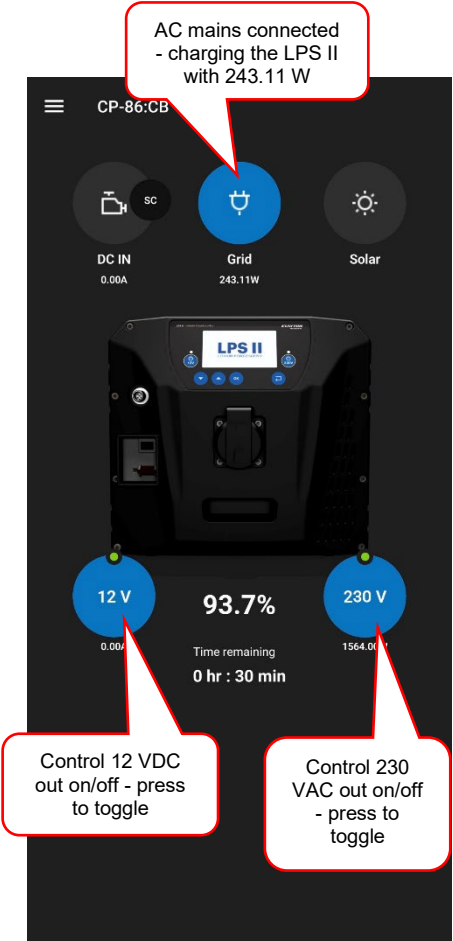 AC mains connected
- charging the LPS II
with 243.11 W
CP-86:CB
SC
DC IN
0.00A
Grid
243.11W
Solar
LPS II
12 V
93.7%
230 V
0.00A
Time remaining
0 hr : 30 min
Control 12 VDC
out on/off - press
to toggle
Control 230
VAC out on/off
- press to
toggle